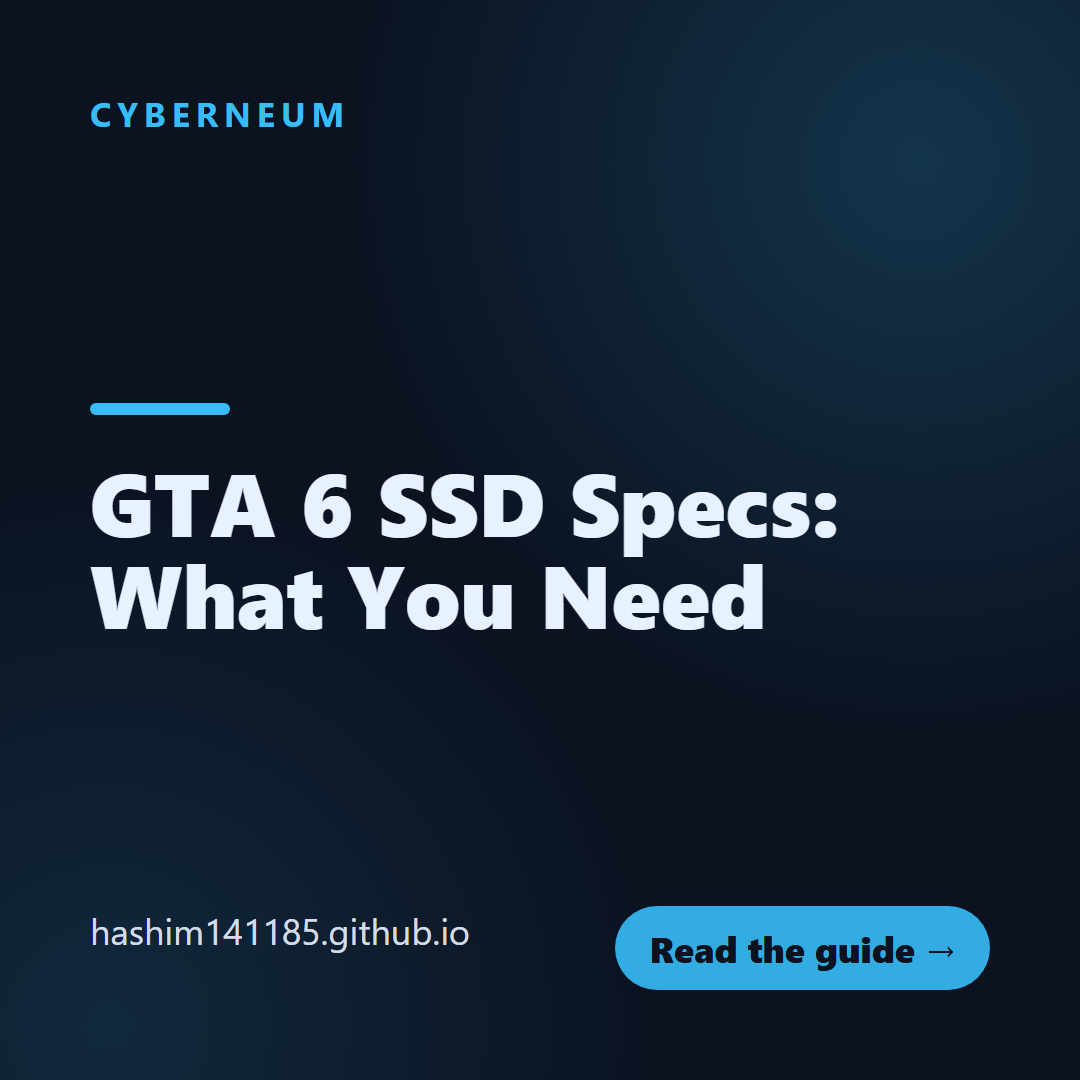 CYBERNEUM
GTA 6 SSD Specs:
What You Need
hashim141185.github.io
Read the guide →